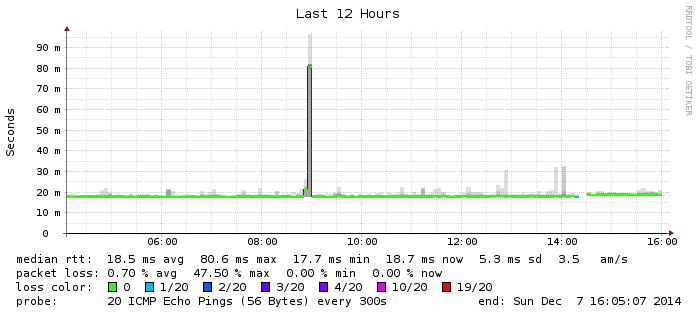 Last 12 Hours
RRDTOOL / TOBI OETIKER
Seconds
90 m
80 m
70 m
60 m
50 m
40 m
30 m
20 m
10 m
0
06:00 08:00 10:00 12:00 14:00 16:00
median rtt: 18.5 ms avg 80.6 ms max 17.7 ms min 18.7 ms now 5.3 ms sd 3.5 am/s
packet loss: 0.70 % avg 47.50 % max 0.00 % min 0.00 % now
loss color: 0 1/20 2/20 3/20 4/20 10/20 19/20
probe: 20 ICMP Echo Pings (56 Bytes) every 300s end: Sun Dec 7 16:05:07 2014